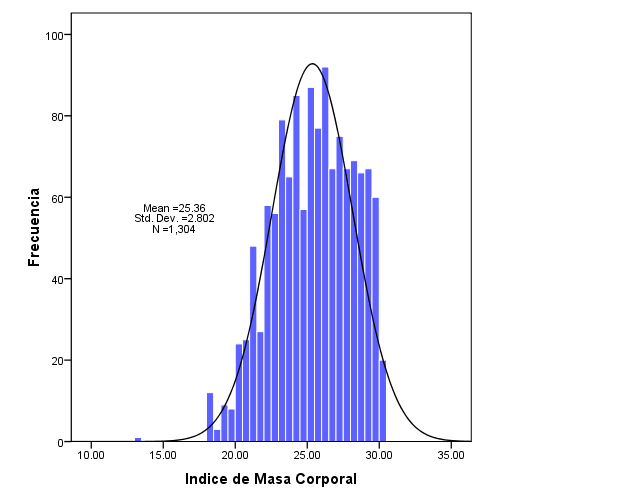 100
80
60
40
20
0
Frecuencia
Mean =25.36
Std. Dev. =2.802
N =1,304
10.00 15.00 20.00 25.00 30.00 35.00
Indice de Masa Corporal